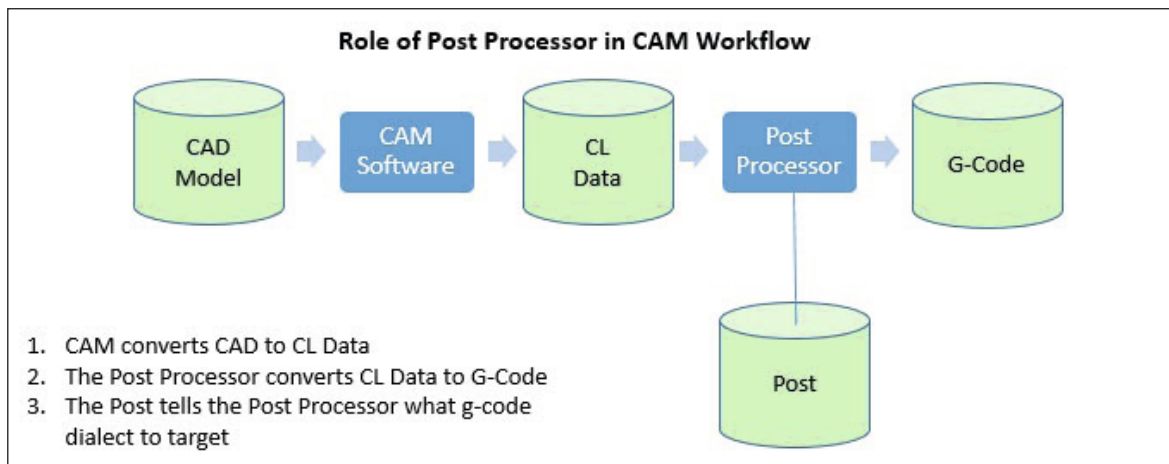 Role of Post Processor in CAM Workflow
CAD
Model
CAM
Software
CL
Data
Post
Processor
G-Code
Post
1. CAM converts CAD to CL Data
2. The Post Processor converts CL Data to G-Code
3. The Post tells the Post Processor what g-code
dialect to target